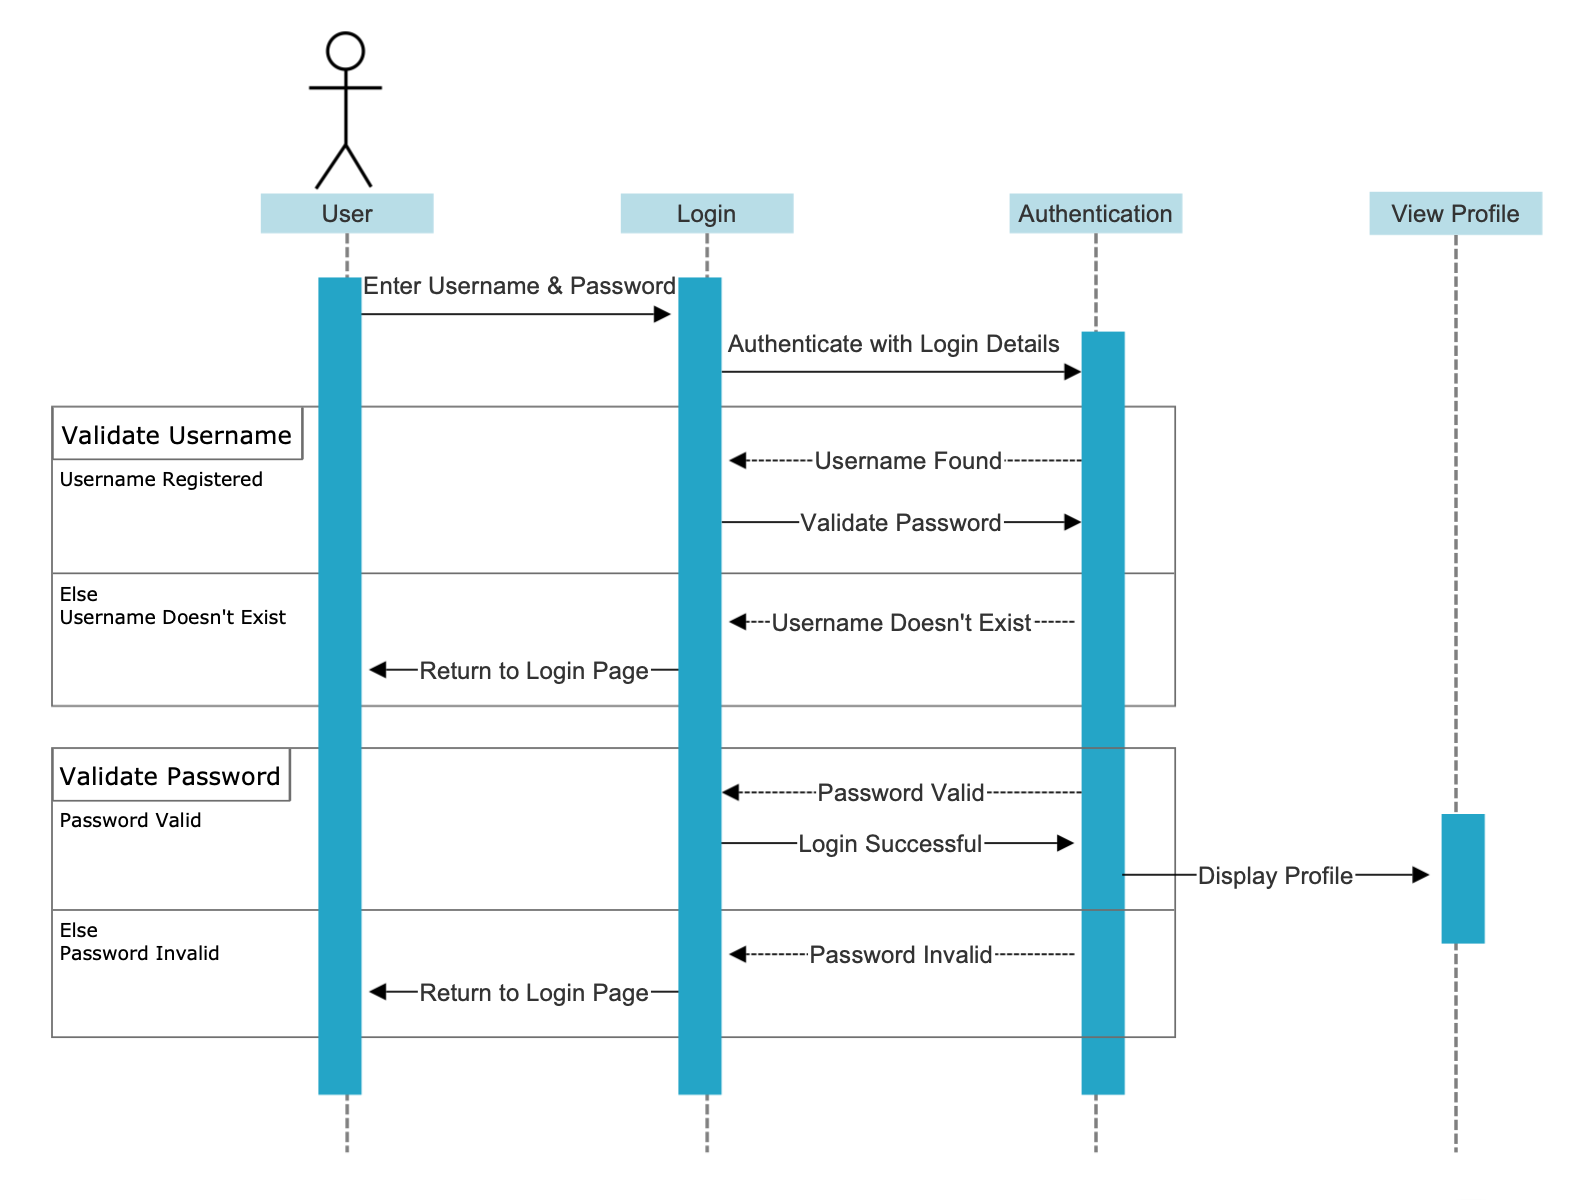 User
Login
Authentication
View Profile
Enter Username & Password
Authenticate with Login Details
Validate Username
Username Registered
Username Found
Validate Password
Else
Username Doesn't Exist
Username Doesn't Exist
Return to Login Page
Validate Password
Password Valid
Password Valid
Login Successful
Display Profile
Else
Password Invalid
Password Invalid
Return to Login Page